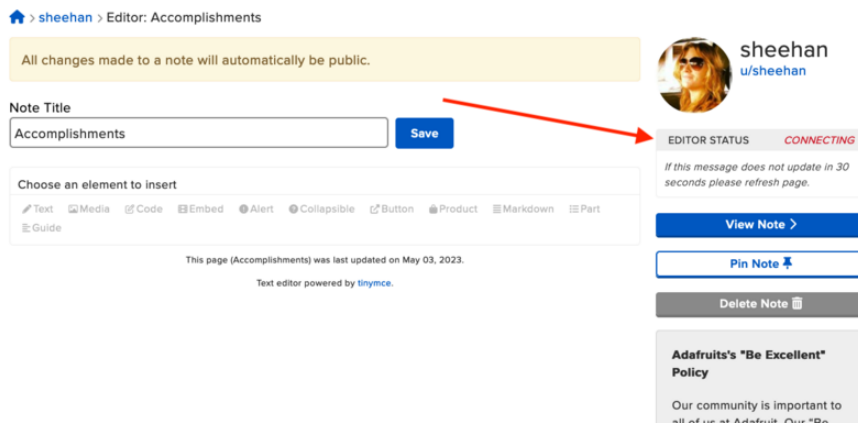 > sheehan > Editor: Accomplishments
All changes made to a note will automatically be public.
Note Title
Accomplishments
Save
Choose an element to insert
Text Media Code Embed Alert Collapsible Button Product Markdown Part
Guide
This page (Accomplishments) was last updated on May 03, 2023.
Text editor powered by tinymce.
sheehan
u/sheehan
EDITOR STATUS CONNECTING
If this message does not update in 30
seconds please refresh page.
View Note >
Pin Note
Delete Note
Adafruits's "Be Excellent"
Policy
Our community is important to
all of us at Adafruit. Our "Be